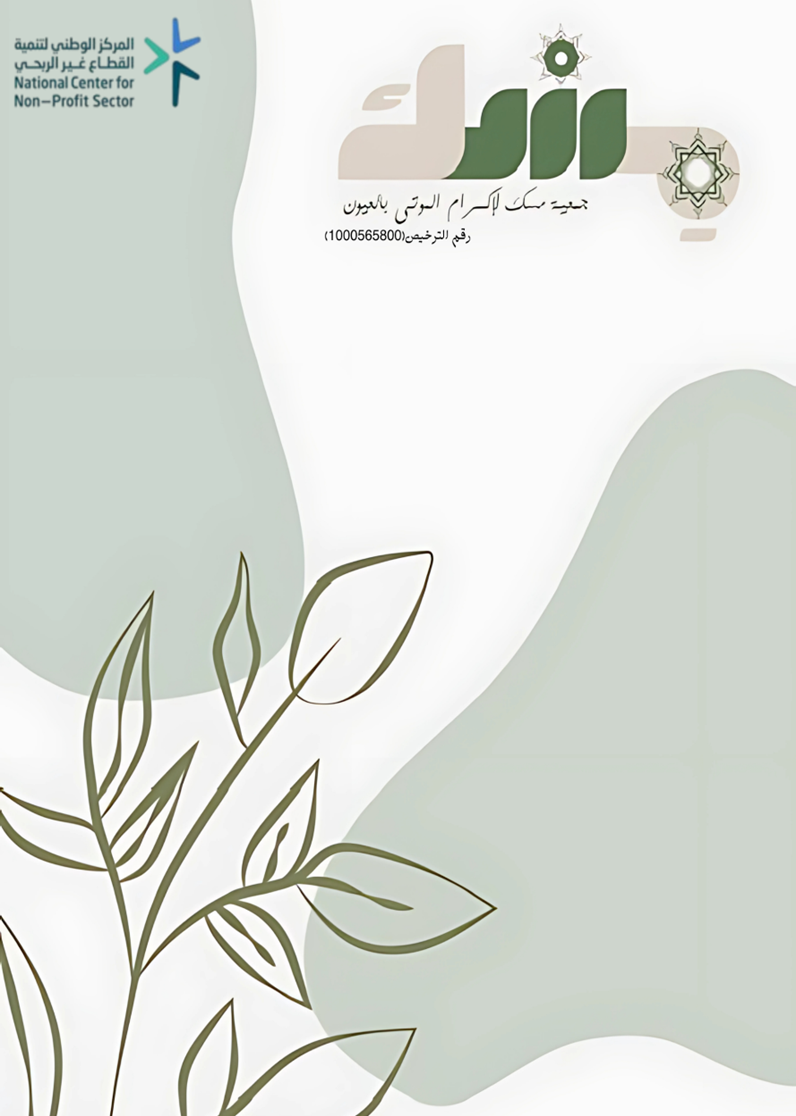 المركز الوطني لتنمية
القطاع غير الربحي
National Center for
Non–Profit Sector
مسك
جمعية مسك لإكرام الموتى بالعيون
رقم الترخيص(1000565800)